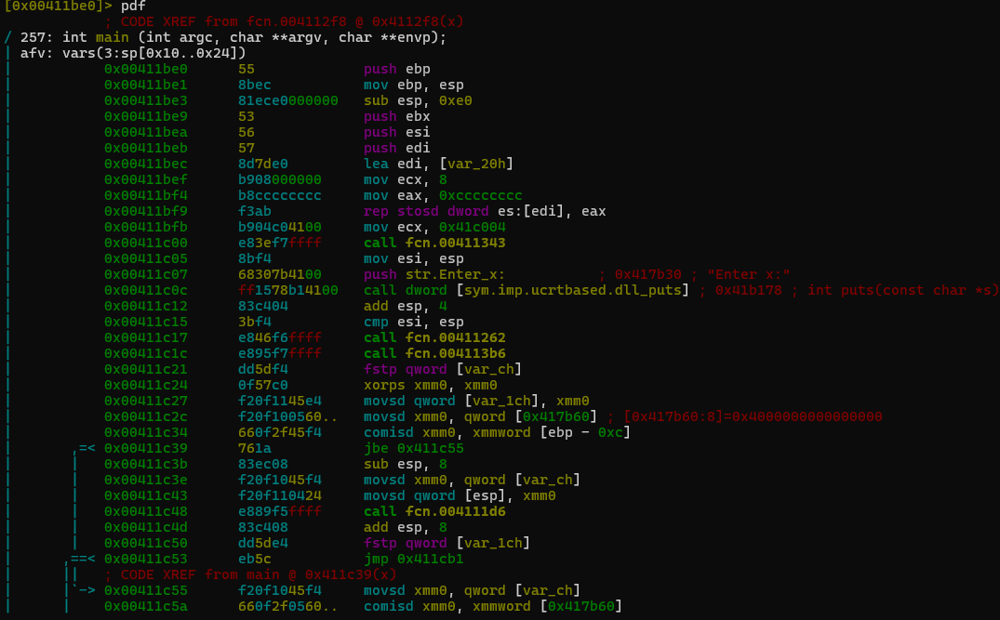 [0x00411be0]> pdf
; CODE XREF from fcn.004112f8 @ 0x4112f8(x)
/ 257: int main (int argc, char **argv, char **envp);
| afv: vars(3:sp[0x10..0x24])
| 0x00411be0 55 push ebp
| 0x00411be1 8bec mov ebp, esp
| 0x00411be3 81ece0000000 sub esp, 0xe0
| 0x00411be9 53 push ebx
| 0x00411bea 56 push esi
| 0x00411beb 57 push edi
| 0x00411bec 8d7de0 lea edi, [var_20h]
| 0x00411bef b908000000 mov ecx, 8
| 0x00411bf4 b8cccccccc mov eax, 0xcccccccc
| 0x00411bf9 f3ab rep stosd dword es:[edi], eax
| 0x00411bfb b904c04100 mov ecx, 0x41c004
| 0x00411c00 e83ef7ffff call fcn.00411343
| 0x00411c05 8bf4 mov esi, esp
| 0x00411c07 68307b4100 push str.Enter_x: ; 0x417b30 ; "Enter x:"
| 0x00411c0c ff1578b14100 call dword [sym.imp.ucrtbased.dll_puts] ; 0x41b178 ; int puts(const char *s)
| 0x00411c12 83c404 add esp, 4
| 0x00411c15 3bf4 cmp esi, esp
| 0x00411c17 e846f6ffff call fcn.00411262
| 0x00411c1c e895f7ffff call fcn.004113b6
| 0x00411c21 dd5df4 fstp qword [var_ch]
| 0x00411c24 0f57c0 xorps xmm0, xmm0
| 0x00411c27 f20f1145e4 movsd qword [var_1ch], xmm0
| 0x00411c2c f20f100560.. movsd xmm0, qword [0x417b60] ; [0x417b60:8]=0x4000000000000000
| 0x00411c34 660f2f45f4 comisd xmm0, xmmword [ebp - 0xc]
| ,=< 0x00411c39 761a jbe 0x411c55
| | 0x00411c3b 83ec08 sub esp, 8
| | 0x00411c3e f20f1045f4 movsd xmm0, qword [var_ch]
| | 0x00411c43 f20f110424 movsd qword [esp], xmm0
| | 0x00411c48 e889f5ffff call fcn.004111d6
| | 0x00411c4d 83c408 add esp, 8
| | 0x00411c50 dd5de4 fstp qword [var_1ch]
| ,==< 0x00411c53 eb5c jmp 0x411cb1
| || ; CODE XREF from main @ 0x411c39(x)
| |`-> 0x00411c55 f20f1045f4 movsd xmm0, qword [var_ch]
| | 0x00411c5a 660f2f0560.. comisd xmm0, xmmword [0x417b60]